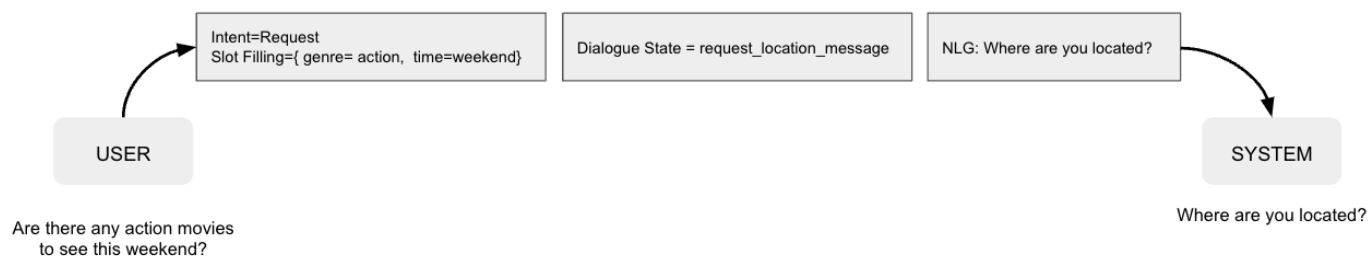 Intent=Request
Slot Filling={ genre= action,  time=weekend}
Dialogue State = request_location_message
NLG: Where are you located?
USER
SYSTEM
Are there any action movies
to see this weekend?
Where are you located?